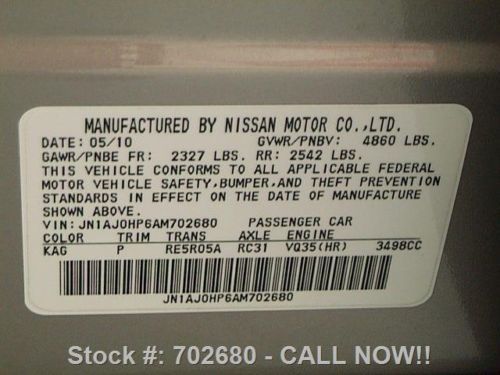 MANUFACTURED BY NISSAN MOTOR CO.,LTD.
DATE: 05/10 GVWR/PNBV: 4860 LBS.
GAWR/PNBE FR: 2327 LBS. RR: 2542 LBS.
THIS VEHICLE CONFORMS TO ALL APPLICABLE FEDERAL
MOTOR VEHICLE SAFETY,BUMPER,AND THEFT PREVENTION
STANDARDS IN EFFECT ON THE DATE OF MANUFACTURE
SHOWN ABOVE.
VIN: JN1AJ0HP6AM702680 PASSENGER CAR
COLOR TRIM TRANS AXLE ENGINE
KAG P RE5R05A RC31 VQ35(HR) 3498CC
JN1AJ0HP6AM702680
Stock #: 702680 - CALL NOW!!